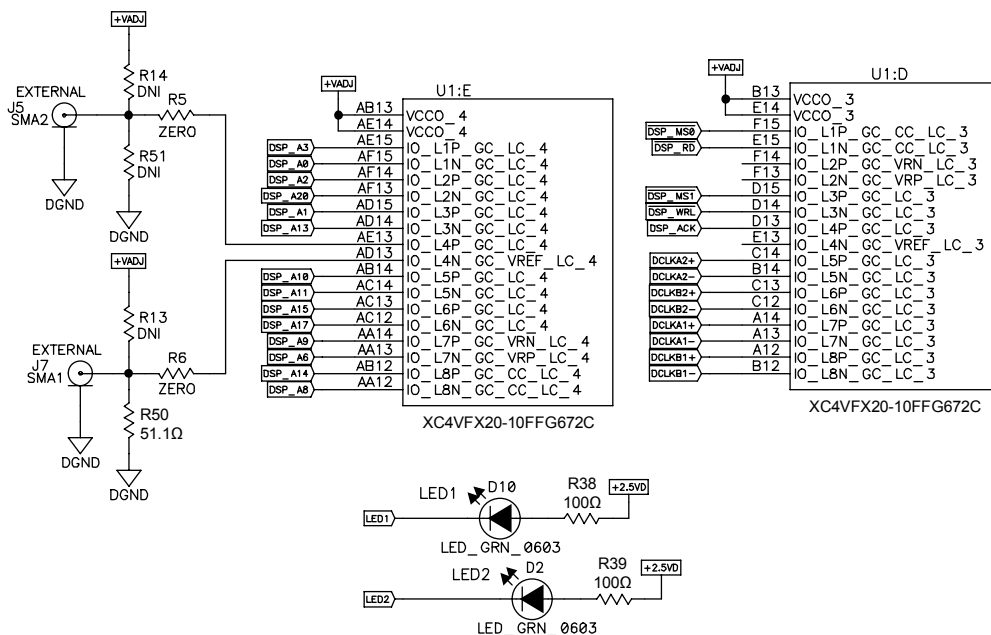 +VADJ
R14
DNI
EXTERNAL
J5
SMA2
R5
ZERO
R51
DNI
DGND
DGND
+VADJ
R13
DNI
EXTERNAL
J7
SMA1
R6
ZERO
R50
51.1Ω
DGND
DGND
U1:E
+VADJ
AB13 VCCO_4
AE14 VCCO_4
DSP_A3 AE15 IO_L1P_GC_LC_4
DSP_A0 AF15 IO_L1N_GC_LC_4
DSP_A2 AF14 IO_L2P_GC_LC_4
DSP_A20 AF13 IO_L2N_GC_LC_4
DSP_A1 AD15 IO_L3P_GC_LC_4
DSP_A13 AD14 IO_L3N_GC_LC_4
AE13 IO_L4P_GC_LC_4
AD13 IO_L4N_GC_VREF_LC_4
DSP_A10 AB14 IO_L5P_GC_LC_4
DSP_A11 AC14 IO_L5N_GC_LC_4
DSP_A15 AC13 IO_L6P_GC_LC_4
DSP_A17 AC12 IO_L6N_GC_LC_4
DSP_A9 AA14 IO_L7P_GC_VRN_LC_4
DSP_A6 AA13 IO_L7N_GC_VRP_LC_4
DSP_A14 AB12 IO_L8P_GC_CC_LC_4
DSP_A8 AA12 IO_L8N_GC_CC_LC_4
XC4VFX20-10FFG672C
U1:D
+VADJ
B13 VCCO_3
E14 VCCO_3
DSP_MS0 F15 IO_L1P_GC_CC_LC_3
DSP_RD E15 IO_L1N_GC_CC_LC_3
F14 IO_L2P_GC_VRN_LC_3
F13 IO_L2N_GC_VRP_LC_3
DSP_MS1 D15 IO_L3P_GC_LC_3
DSP_WRL D14 IO_L3N_GC_LC_3
DSP_ACK D13 IO_L4P_GC_LC_3
E13 IO_L4N_GC_VREF_LC_3
DCLKA2+ C14 IO_L5P_GC_LC_3
DCLKA2- B14 IO_L5N_GC_LC_3
DCLKB2+ C13 IO_L6P_GC_LC_3
DCLKB2- C12 IO_L6N_GC_LC_3
DCLKA1+ A14 IO_L7P_GC_LC_3
DCLKA1- A13 IO_L7N_GC_LC_3
DCLKB1+ A12 IO_L8P_GC_LC_3
DCLKB1- B12 IO_L8N_GC_LC_3
XC4VFX20-10FFG672C
LED1
LED1
D10
LED_GRN_0603
R38
100Ω
+2.5VD
LED2
LED2
D2
LED_GRN_0603
R39
100Ω
+2.5VD